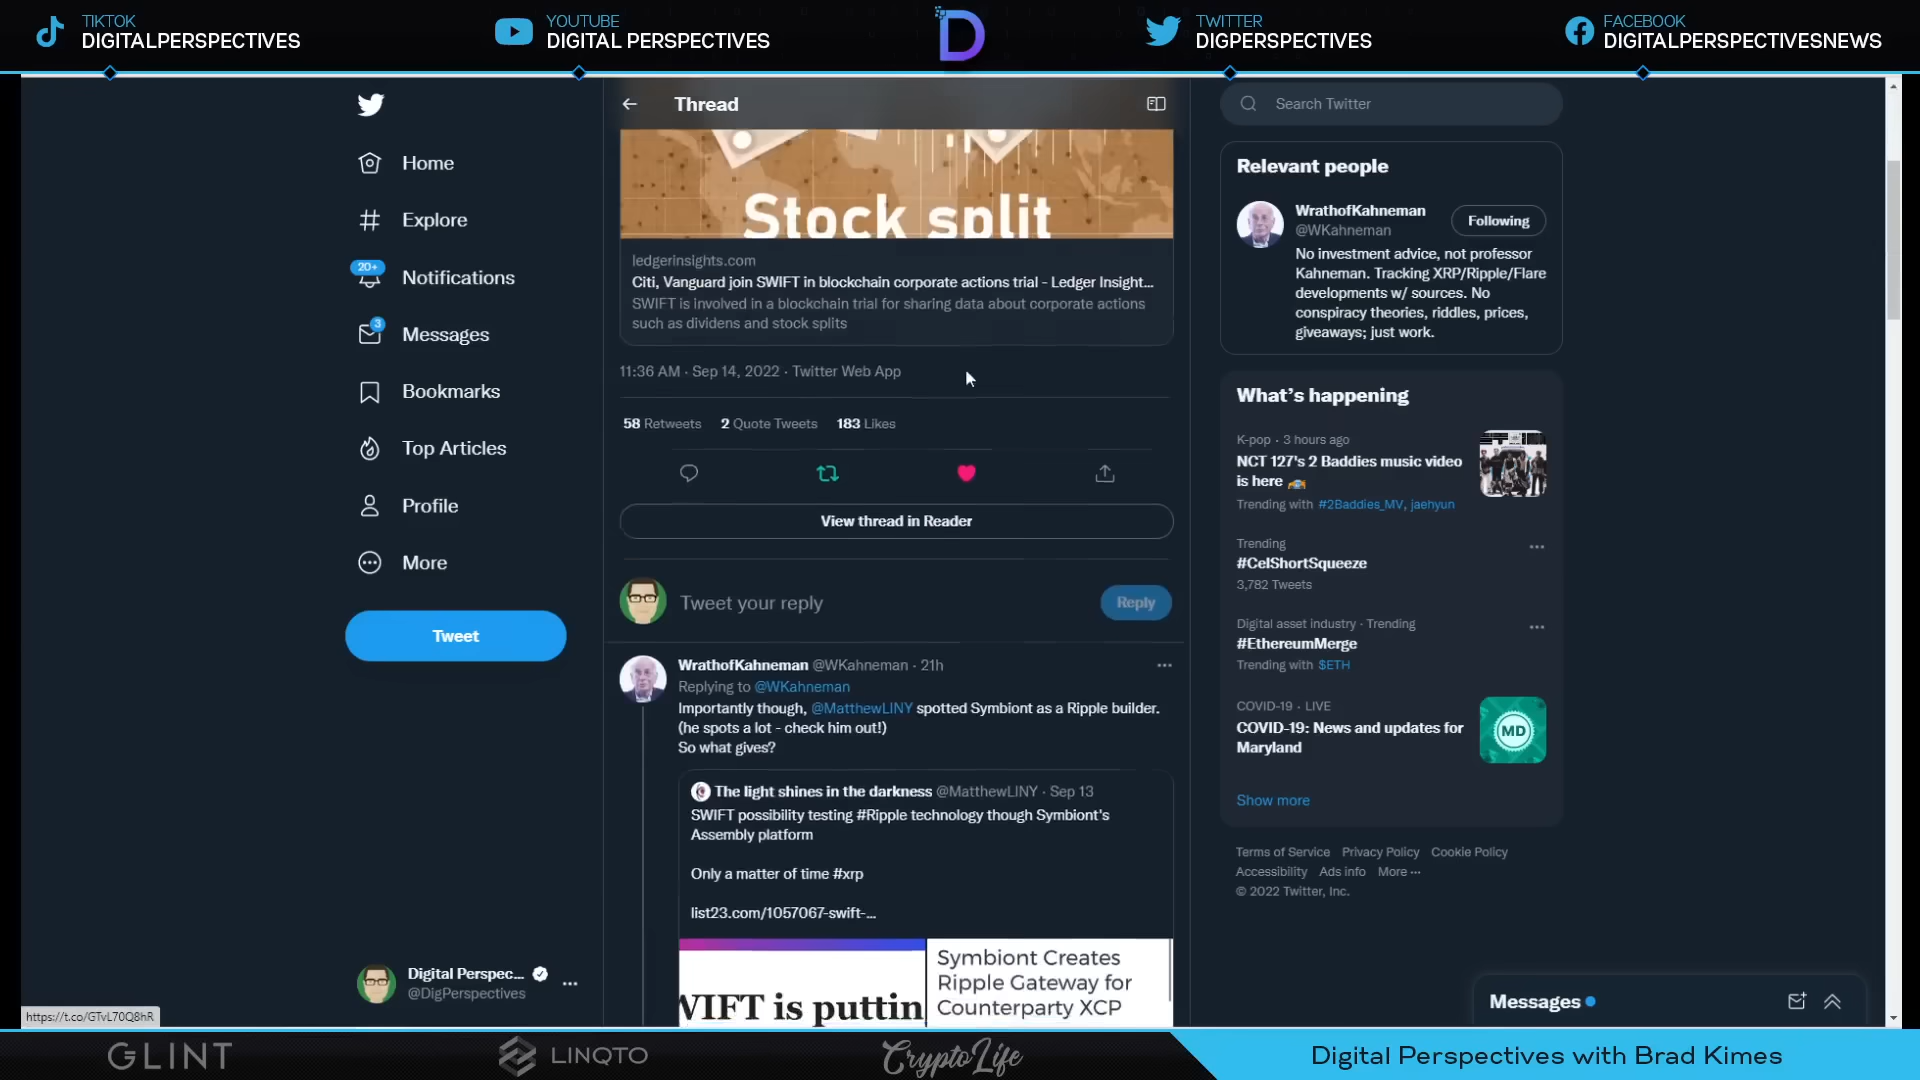 TIKTOK
DIGITALPERSPECTIVES
YOUTUBE
DIGITAL PERSPECTIVES
D
TWITTER
DIGPERSPECTIVES
FACEBOOK
DIGITALPERSPECTIVESNEWS
Home
Explore
20+
Notifications
3
Messages
Bookmarks
Top Articles
Profile
More
Tweet
Digital Perspec...
@DigPerspectives
https://t.co/GTvL70Q8hR
Thread
Stock split
ledgerinsights.com
Citi, Vanguard join SWIFT in blockchain corporate actions trial - Ledger Insight...
SWIFT is involved in a blockchain trial for sharing data about corporate actions
such as dividens and stock splits
11:36 AM · Sep 14, 2022 · Twitter Web App
58 Retweets 2 Quote Tweets 183 Likes
View thread in Reader
Tweet your reply
Reply
WrathofKahneman @WKahneman · 21h
Replying to @WKahneman
Importantly though, @MatthewLINY spotted Symbiont as a Ripple builder.
(he spots a lot - check him out!)
So what gives?
The light shines in the darkness @MatthewLINY · Sep 13
SWIFT possibility testing #Ripple technology though Symbiont's
Assembly platform
Only a matter of time #xrp
list23.com/1057067-swift-...
WIFT is puttin
Symbiont Creates
Ripple Gateway for
Counterparty XCP
Search Twitter
Relevant people
WrathofKahneman
@WKahneman
Following
No investment advice, not professor
Kahneman. Tracking XRP/Ripple/Flare
developments w/ sources. No
conspiracy theories, riddles, prices,
giveaways; just work.
What's happening
K-pop · 3 hours ago
NCT 127's 2 Baddies music video
is here
Trending with #2Baddies_MV, jaehyun
Trending
#CelShortSqueeze
3,782 Tweets
Digital asset industry · Trending
#EthereumMerge
Trending with $ETH
COVID-19 · LIVE
COVID-19: News and updates for
Maryland
MD
Show more
Terms of Service Privacy Policy Cookie Policy
Accessibility Ads info More ···
© 2022 Twitter, Inc.
Messages
GLINT
LINQTO
CryptoLife
Digital Perspectives with Brad Kimes